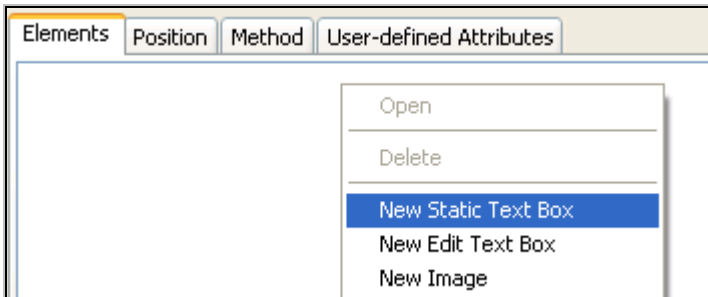 Elements Position Method User-defined Attributes
Open
Delete
New Static Text Box
New Edit Text Box
New Image